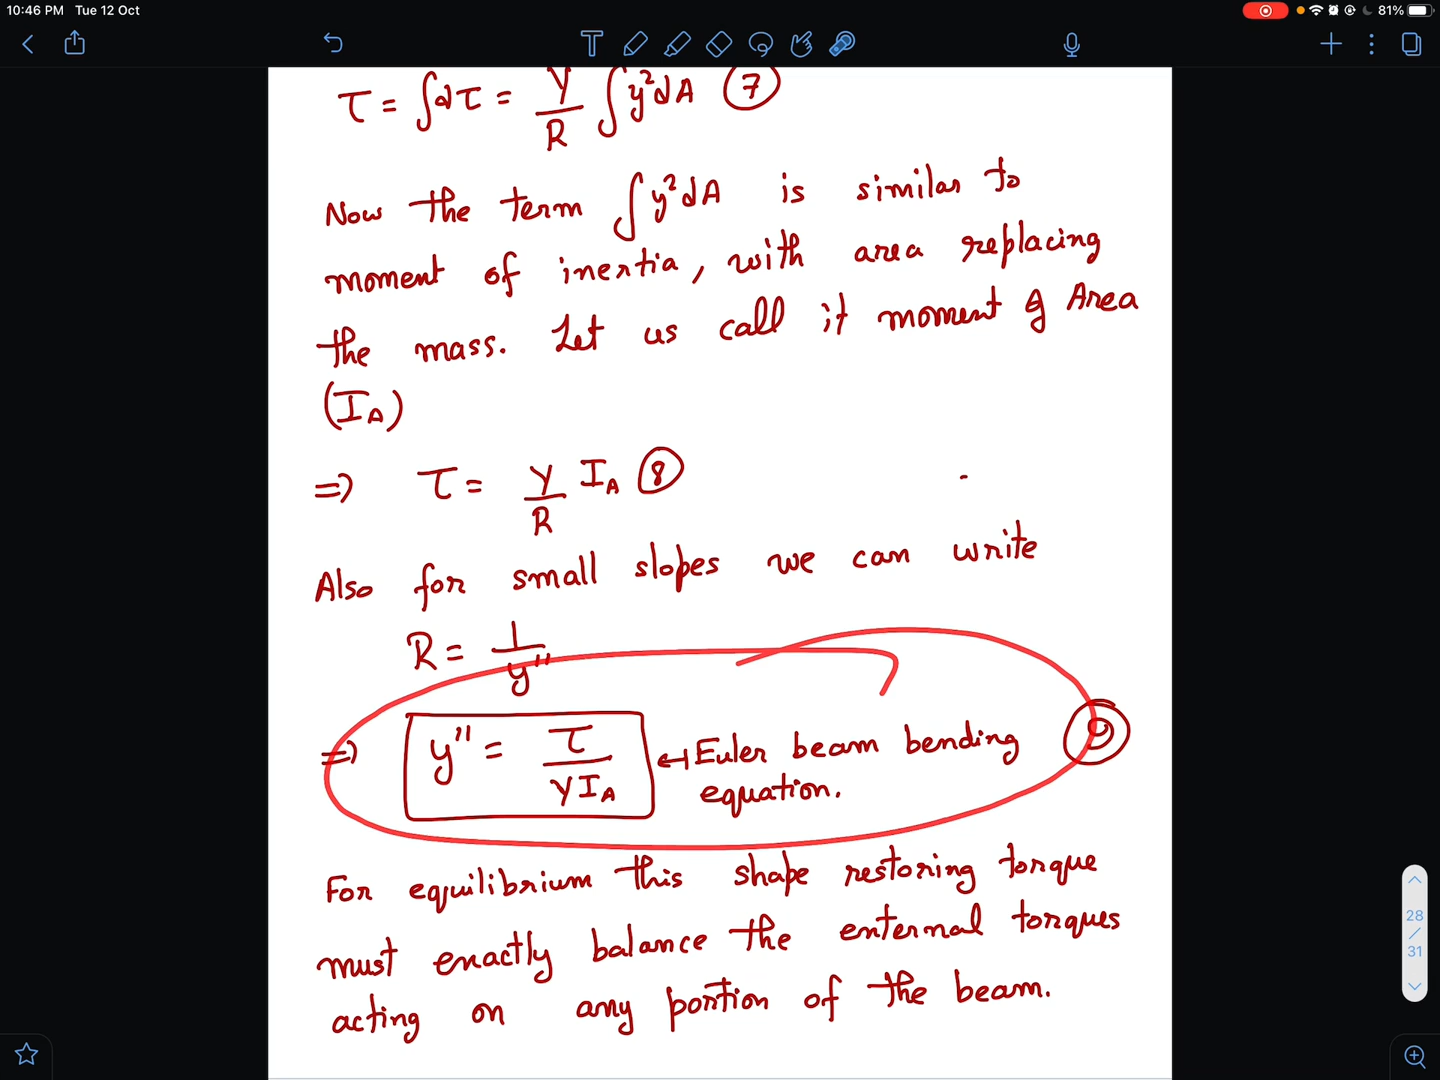 10:46 PM Tue 12 Oct
81%
τ = ∫dτ = Y/R ∫y²dA ⑦
Now the term ∫y²dA is similar to
moment of inertia, with area replacing
the mass. Let us call it moment of Area
(I_A)
=> τ = Y/R I_A ⑧
Also for small slopes we can write
R = 1/y"
=> y" = τ/YI_A ← Euler beam bending
equation.
For equilibrium this shape restoring torque
must exactly balance the external torques
acting on any portion of the beam.
28
/
31